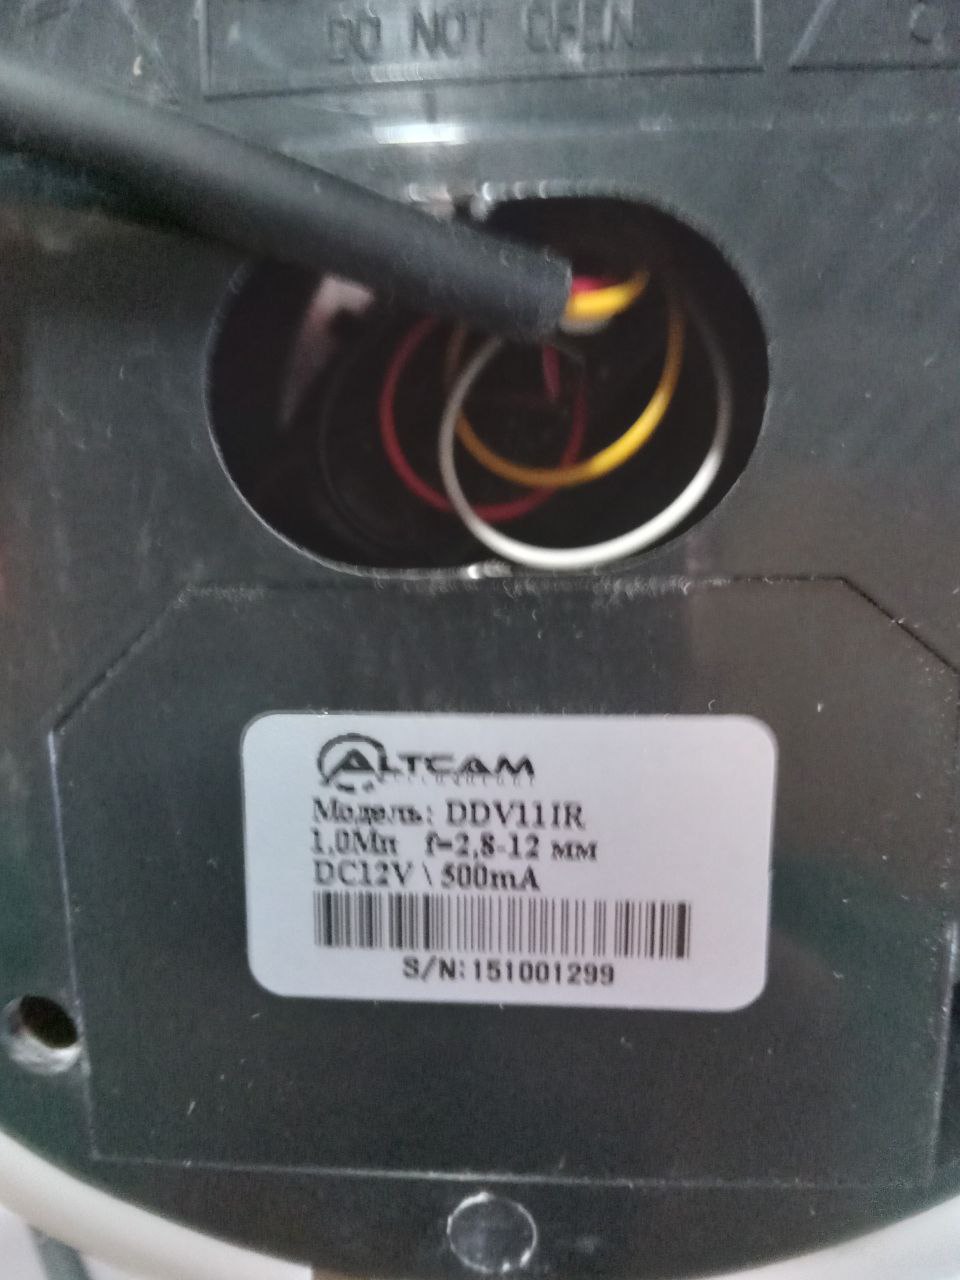 DO NOT OPEN
ALTCAM
Модель: DDV11IR
1,0Мп f=2,8-12 мм
DC12V \ 500mA
S/N:151001299